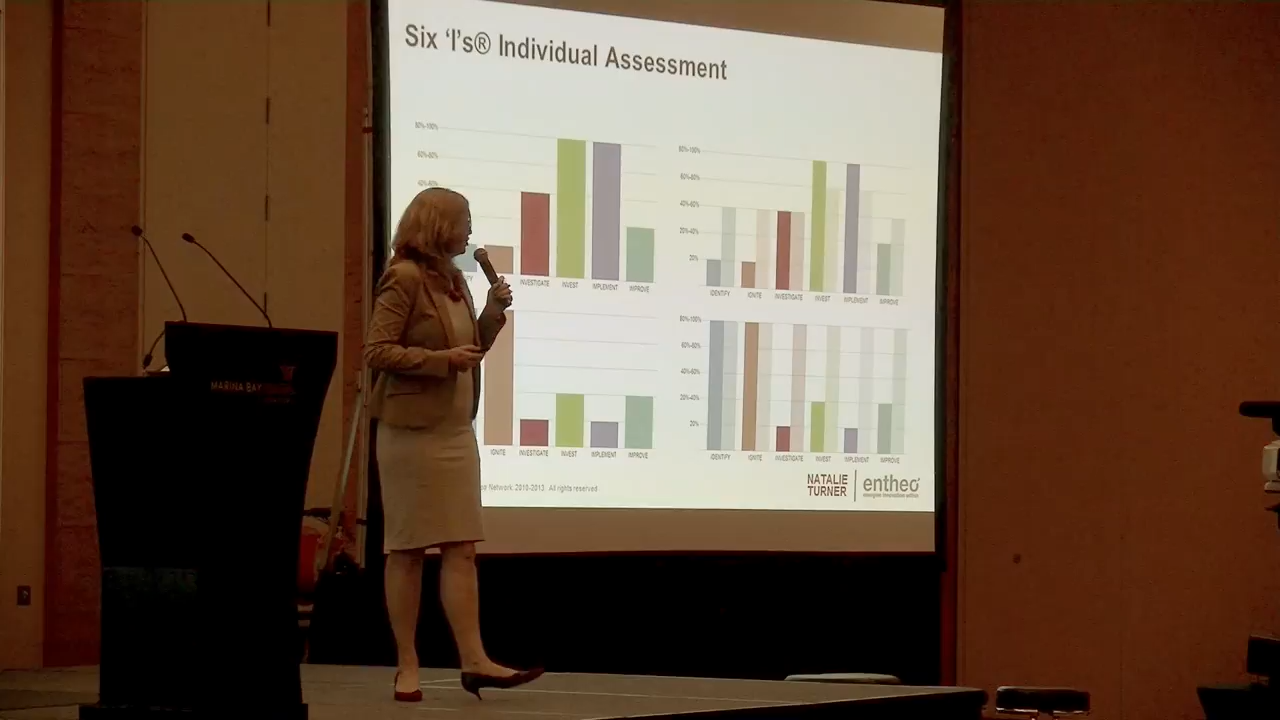 Six 'I's® Individual Assessment
80%-100%
60%-80%
40%-60%
INVESTIGATE
INVEST
IMPLEMENT
IMPROVE
80%-100%
60%-80%
40%-60%
20%-40%
20%
IDENTIFY
IGNITE
INVESTIGATE
INVEST
IMPLEMENT
IMPROVE
IGNITE
INVESTIGATE
INVEST
IMPLEMENT
IMPROVE
80%-100%
60%-80%
40%-60%
20%-40%
20%
IDENTIFY
IGNITE
INVESTIGATE
INVEST
IMPLEMENT
IMPROVE
Network 2010-2013. All rights reserved
NATALIE
TURNER
entheo
MARINA BAY